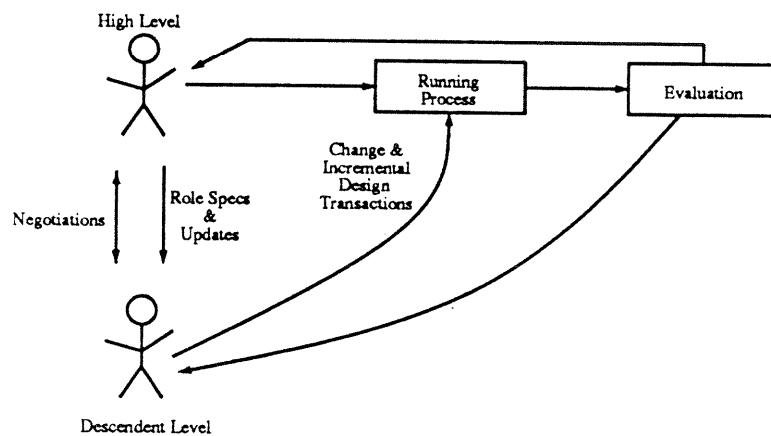 High Level
Running
Process
Evaluation
Change &
Incremental
Design
Transactions
Negotiations
Role Specs
&
Updates
Descendent Level